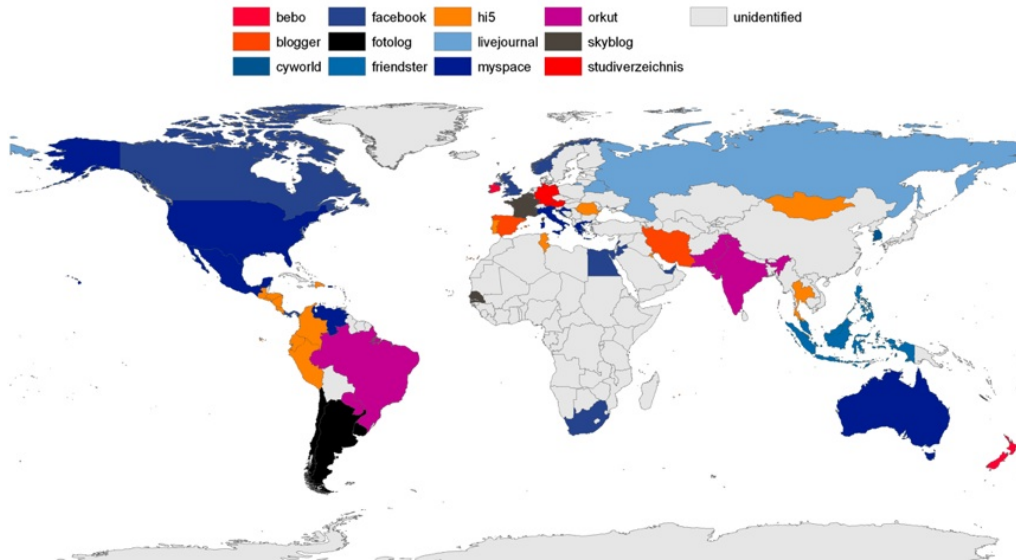 bebo facebook hi5 orkut unidentified
blogger fotolog livejournal skyblog
cyworld friendster myspace studiverzeichnis